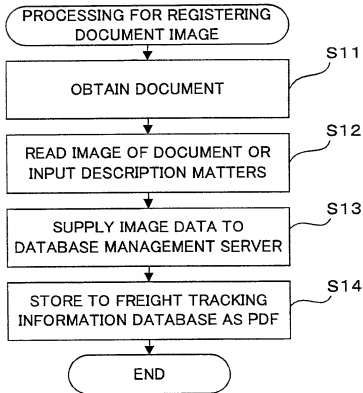 PROCESSING FOR REGISTERING
DOCUMENT IMAGE
S11
OBTAIN DOCUMENT
S12
READ IMAGE OF DOCUMENT OR
INPUT DESCRIPTION MATTERS
S13
SUPPLY IMAGE DATA TO
DATABASE MANAGEMENT SERVER
S14
STORE TO FREIGHT TRACKING
INFORMATION DATABASE AS PDF
END